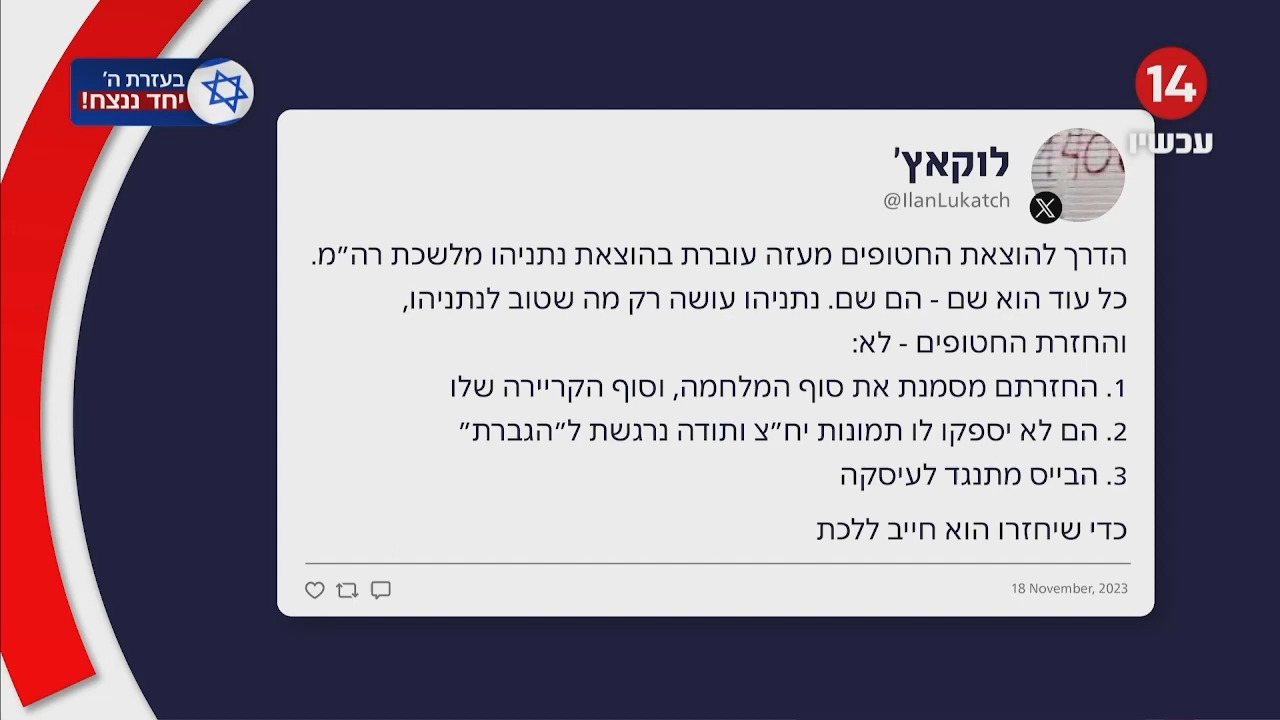 בעזרת ה'
יחד ננצח!
14
עכשיו
לוקאץ'
@IlanLukatch
הדרך להוצאת החטופים מעזה עוברת בהוצאת נתניהו מלשכת רה״מ.
כל עוד הוא שם - הם שם. נתניהו עושה רק מה שטוב לנתניהו,
והחזרת החטופים - לא:
1. החזרתם מסמנת את סוף המלחמה, וסוף הקריירה שלו
2. הם לא יספקו לו תמונות יח״צ ותודה נרגשת ל״הגברת״
3. הבייס מתנגד לעיסקה
כדי שיחזרו הוא חייב ללכת
18 November, 2023